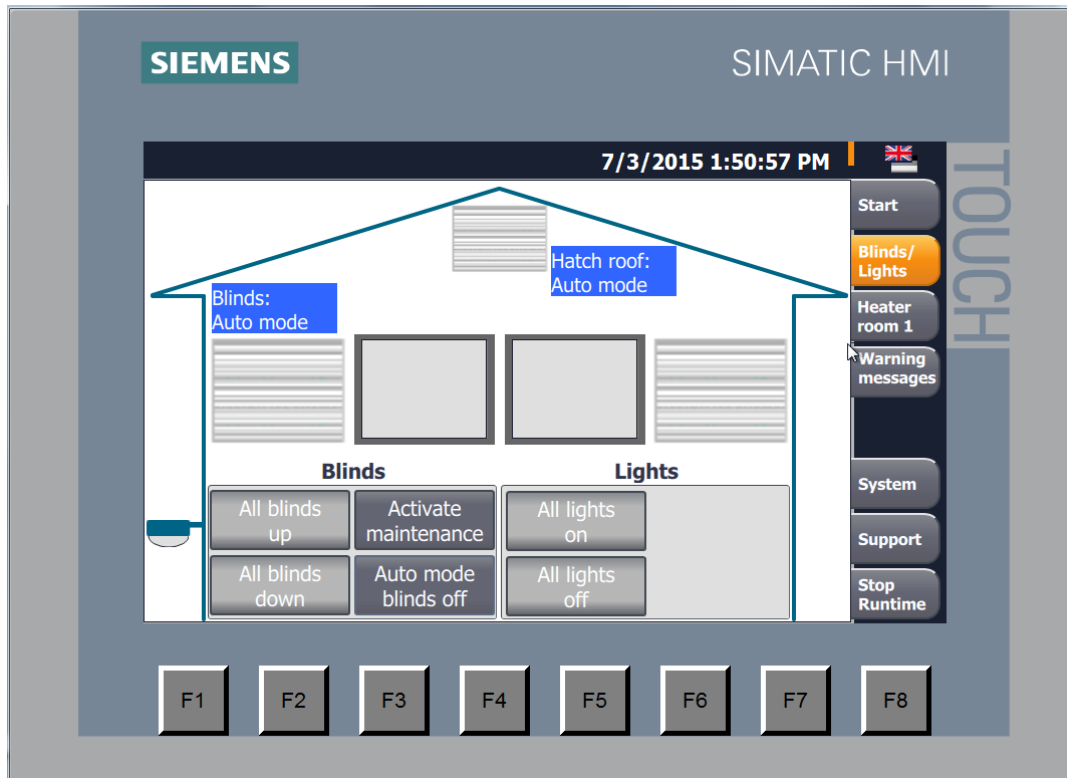 SIEMENS
SIMATIC HMI
TOUCH
7/3/2015 1:50:57 PM
Start
Blinds/
Lights
Heater
room 1
Warning
messages
System
Support
Stop
Runtime
Hatch roof:
Auto mode
Blinds:
Auto mode
Blinds
Lights
All blinds
up
Activate
maintenance
All lights
on
All blinds
down
Auto mode
blinds off
All lights
off
F1
F2
F3
F4
F5
F6
F7
F8